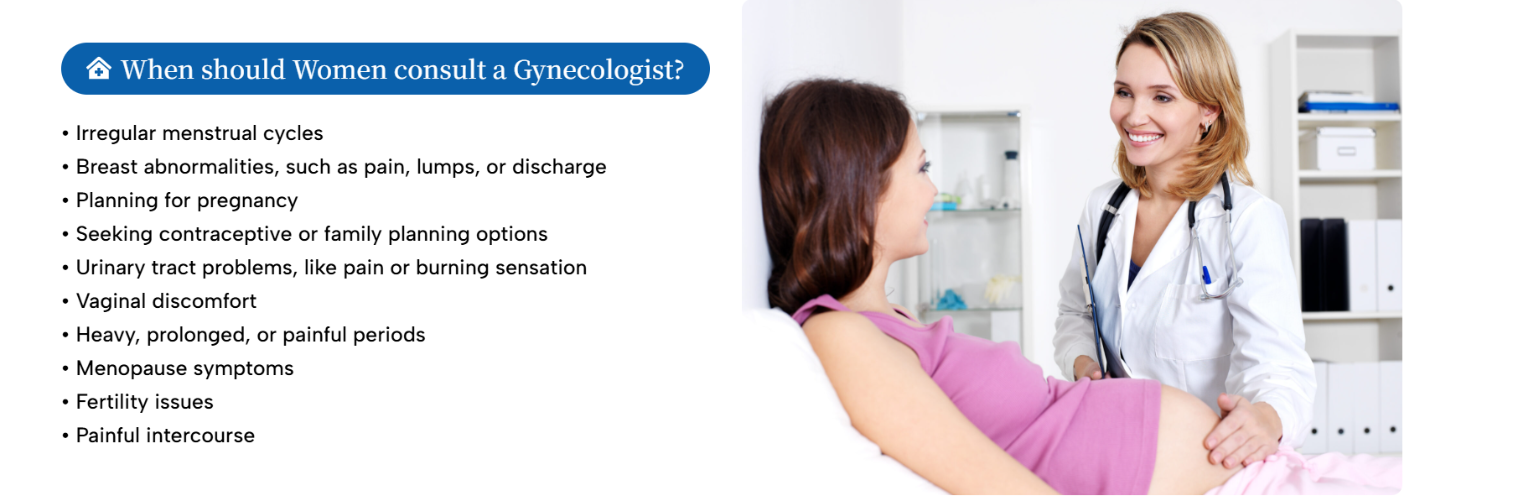 When should Women consult a Gynecologist?
• Irregular menstrual cycles
• Breast abnormalities, such as pain, lumps, or discharge
• Planning for pregnancy
• Seeking contraceptive or family planning options
• Urinary tract problems, like pain or burning sensation
• Vaginal discomfort
• Heavy, prolonged, or painful periods
• Menopause symptoms
• Fertility issues
• Painful intercourse